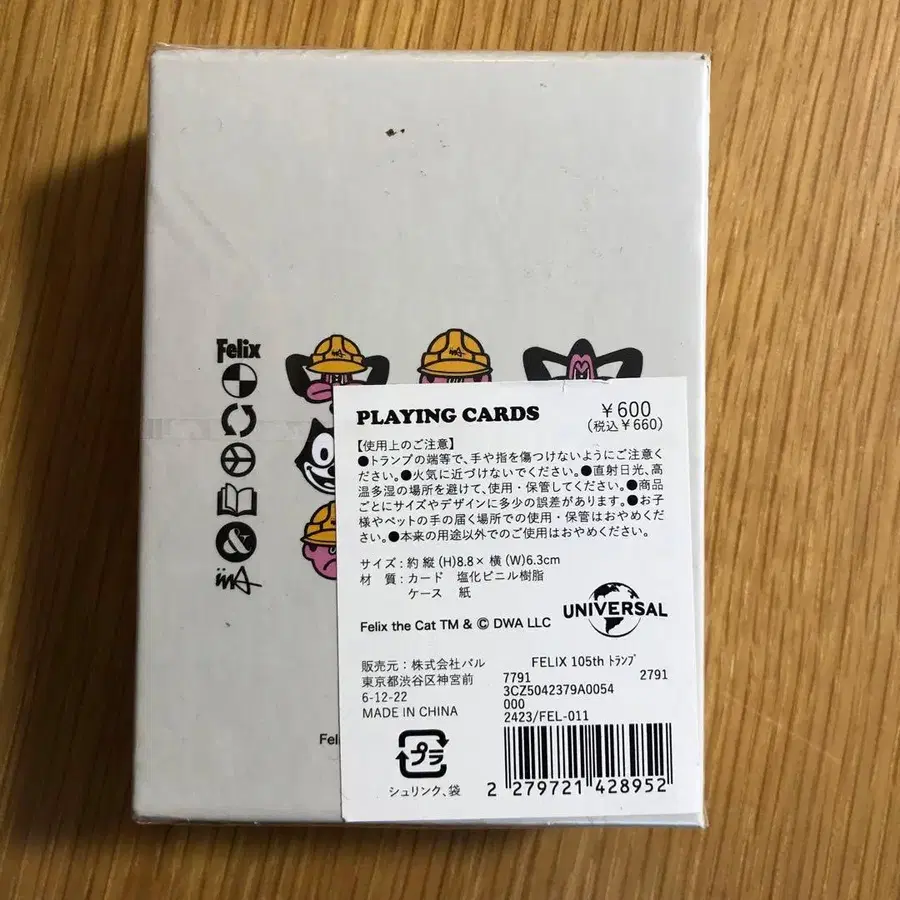 Felix
PLAYING CARDS
￥600
(税込￥660)
【使用上のご注意】
●トランプの端等で、手や指を傷つけないようにご注意く
ださい。●火気に近づけないでください。●直射日光、高
温多湿の場所を避けて、使用・保管してください。●商品
ごとにサイズやデザインに多少の誤差があります。●お子
様やペットの手の届く場所での使用・保管はおやめくだ
さい。●本来の用途以外でのご使用はおやめください。
サイズ：約 縦(H)8.8× 横(W)6.3cm
材　質：カード　塩化ビニル樹脂
ケース　紙
Felix the Cat TM & © DWA LLC
UNIVERSAL
販売元：株式会社パル
東京都渋谷区神宮前
6-12-22
MADE IN CHINA
FELIX 105th トランプ
7791 2791
3CZ5042379A0054
000
2423/FEL-011
プラ
シュリンク、袋
2 279721 428952
Feli